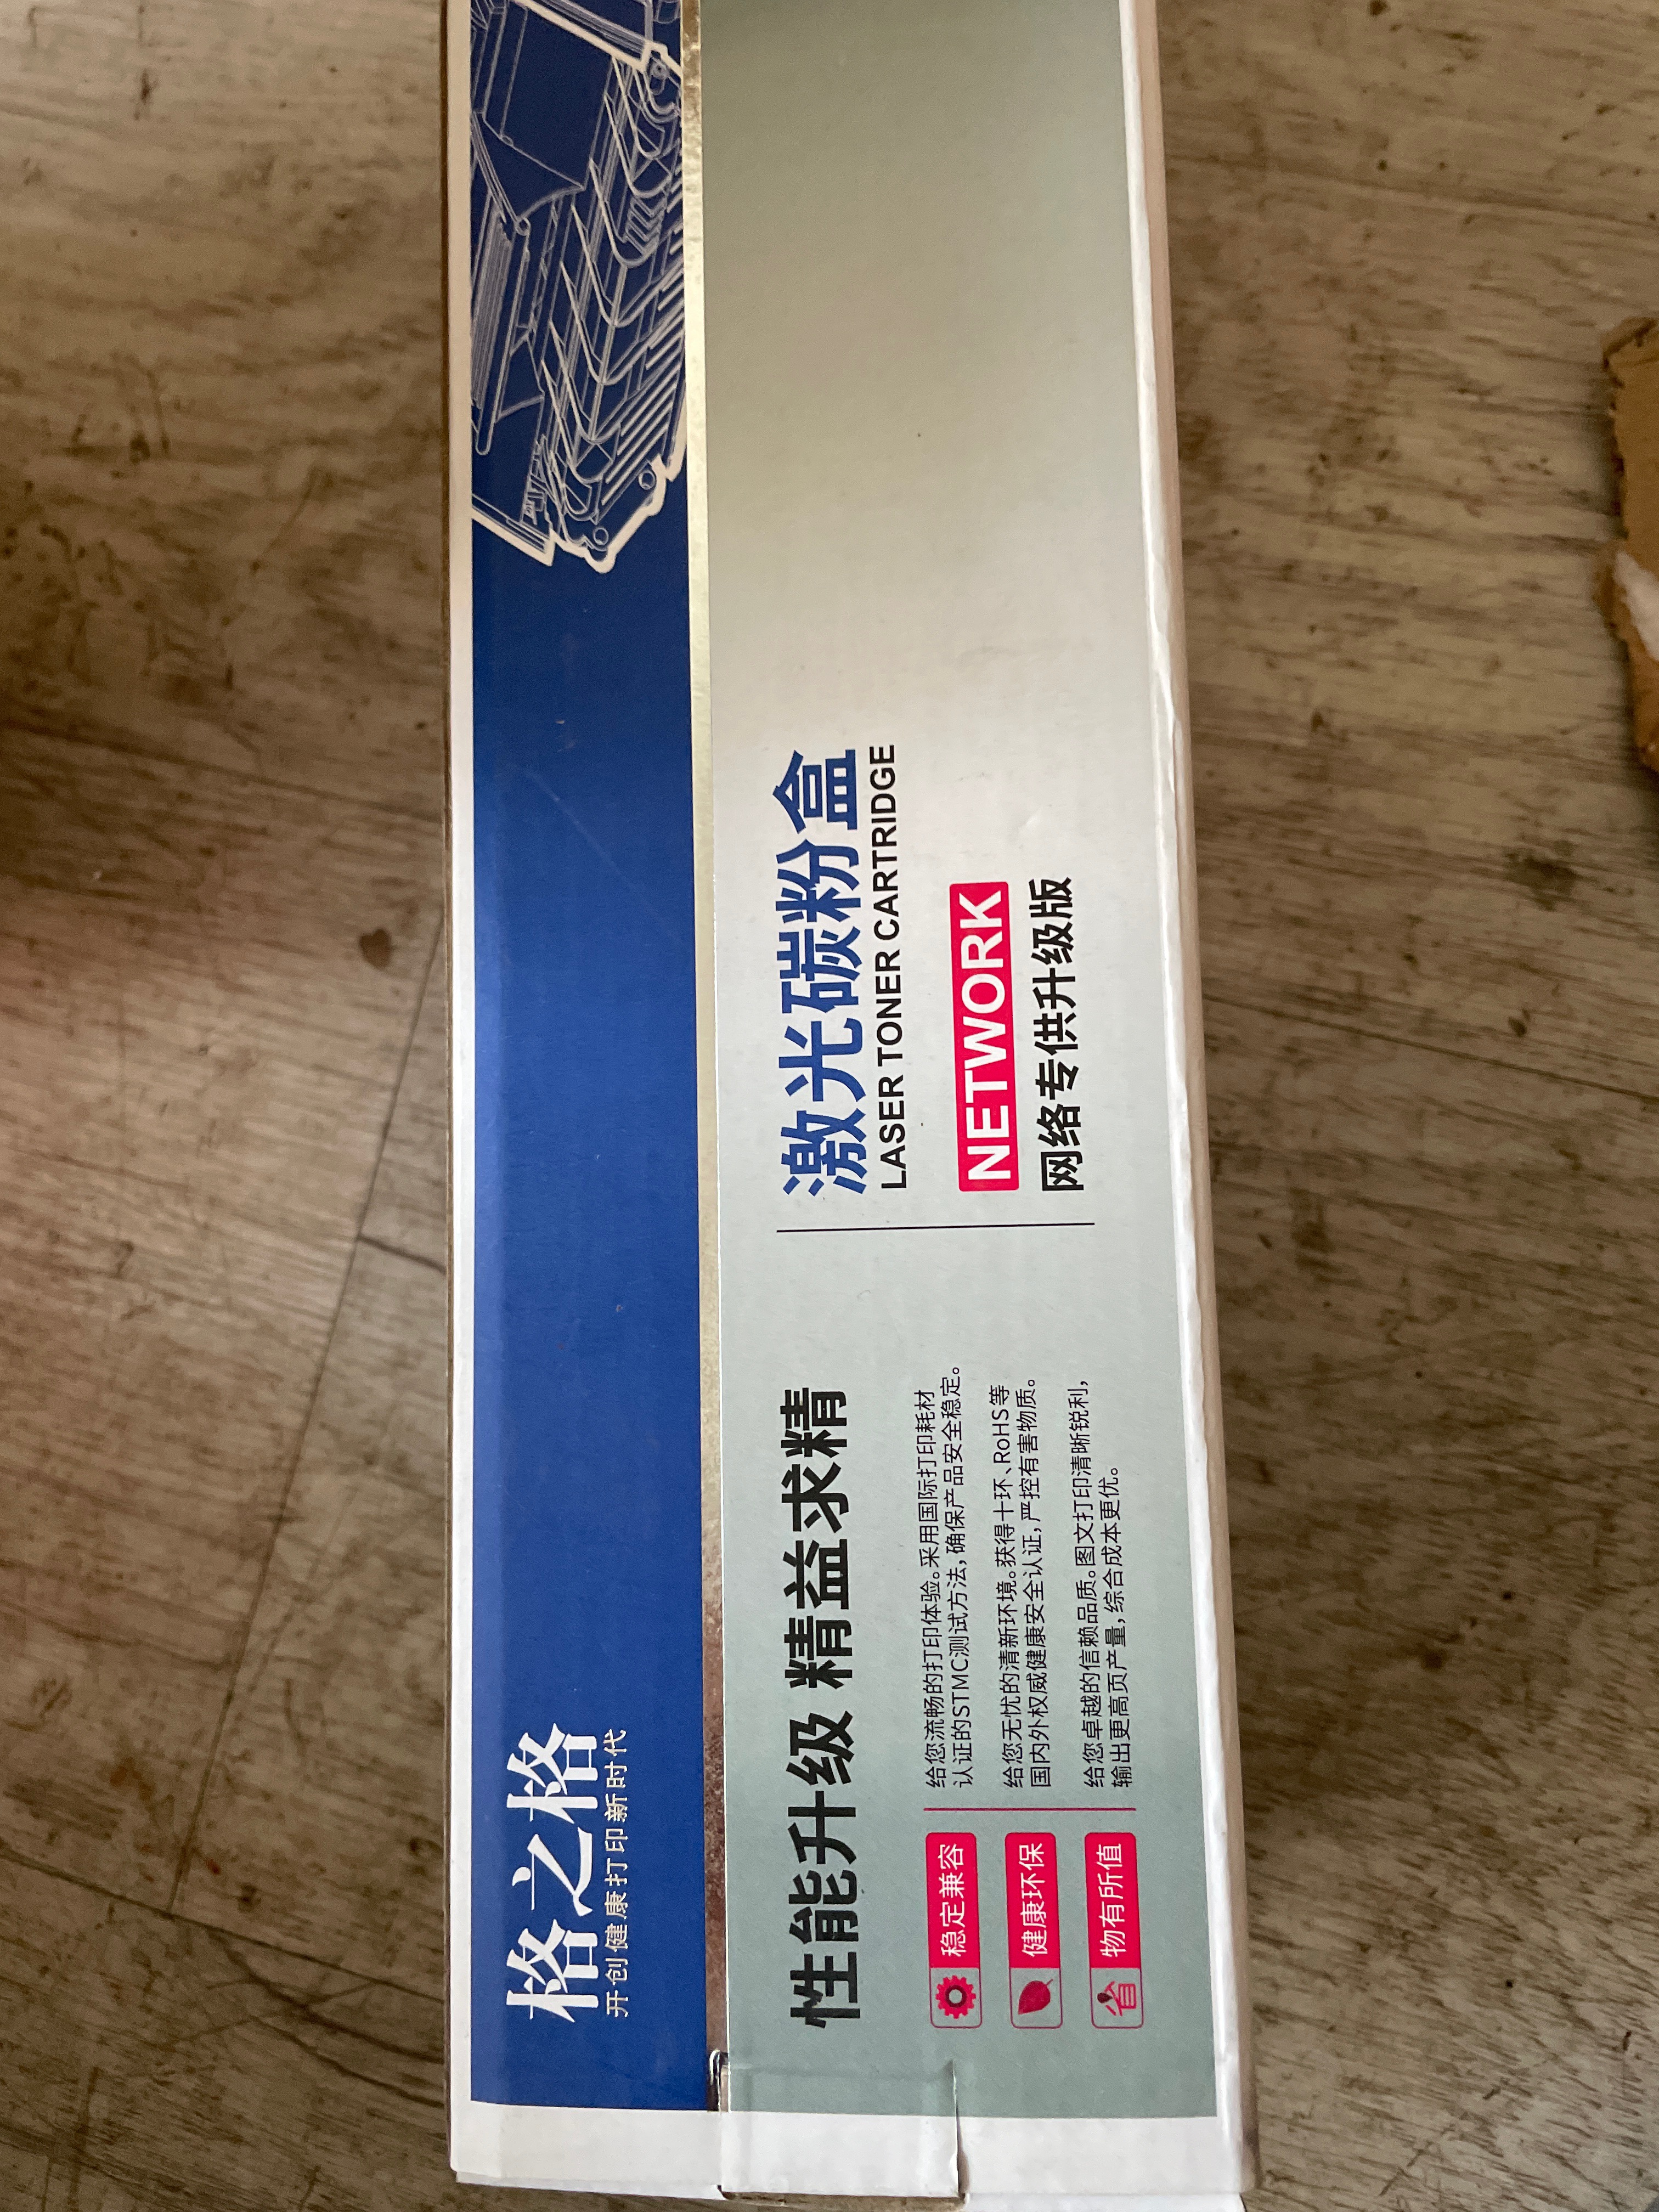 格之格
开创健康打印新时代
性能升级 精益求精
稳定兼容
给您流畅的打印体验。采用国际打印耗材
认证的STMC测试方法，确保产品安全稳定。
健康环保
给您无忧的清新环境。获得十环、RoHS等
国内外权威健康安全认证，严控有害物质。
省
物有所值
给您卓越的信赖品质。图文打印清晰锐利，
输出更高页产量，综合成本更优。
激光碳粉盒
LASER TONER CARTRIDGE
NETWORK
网络专供升级版